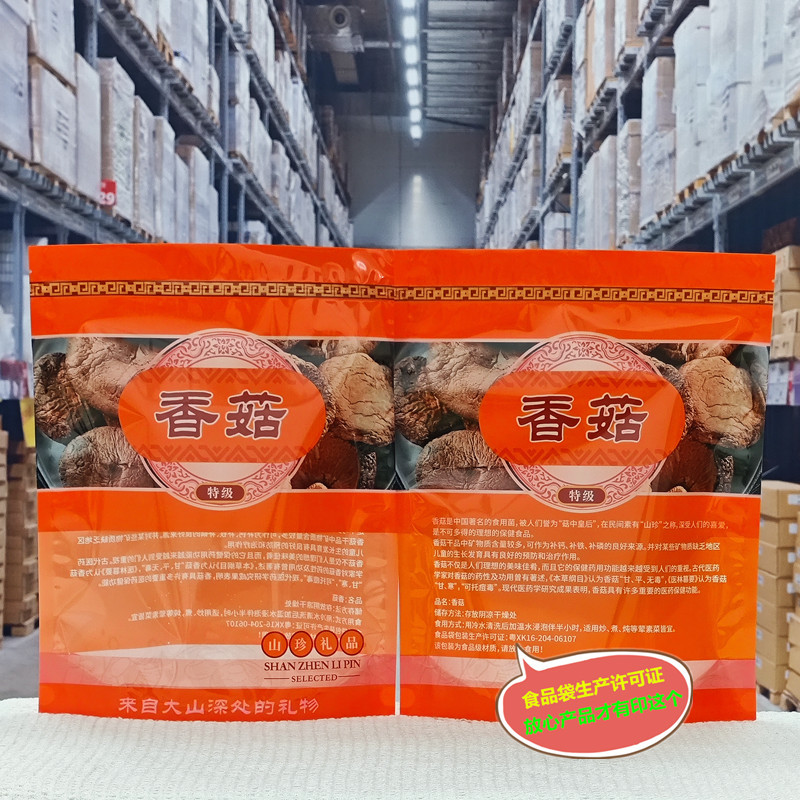 香菇
特级
山珍礼品
SHAN ZHEN LI PIN
SELECTED
来自大山深处的礼物
香菇
特级
香菇是中国著名的食用菌,被人们誉为"菇中皇后",在民间素有"山珍"之称,深受人们的喜爱,
是不可多得的理想的保健食品。
香菇干品中矿物质含量较多,可作为补钙、补铁、补磷的良好来源。并对某些矿物质缺乏地区
儿童的生长发育具有良好的预防和治疗作用。
香菇不仅是人们理想的美味佳肴,而且它的保健药用功能越来越受到人们的重视,古代医药
学家对香菇的药性及功用曾有著述,《本草纲目》认为香菇"甘、平、无毒",《医林纂要》认为香菇
"甘、寒","可托痘毒"。现代医药学研究成果表明,香菇具有许多重要的医药保健功能。
品名:香菇
储存方法:存放阴凉干燥处
食用方式:用冷水清洗后加温水浸泡伴半小时,适用炒、煮、炖等荤素菜皆宜。
食品袋包装生产许可证:粤XK16-204-06107
该包装为食品级材质,请放 食用!
食品袋生产许可证
放心产品才有印这个